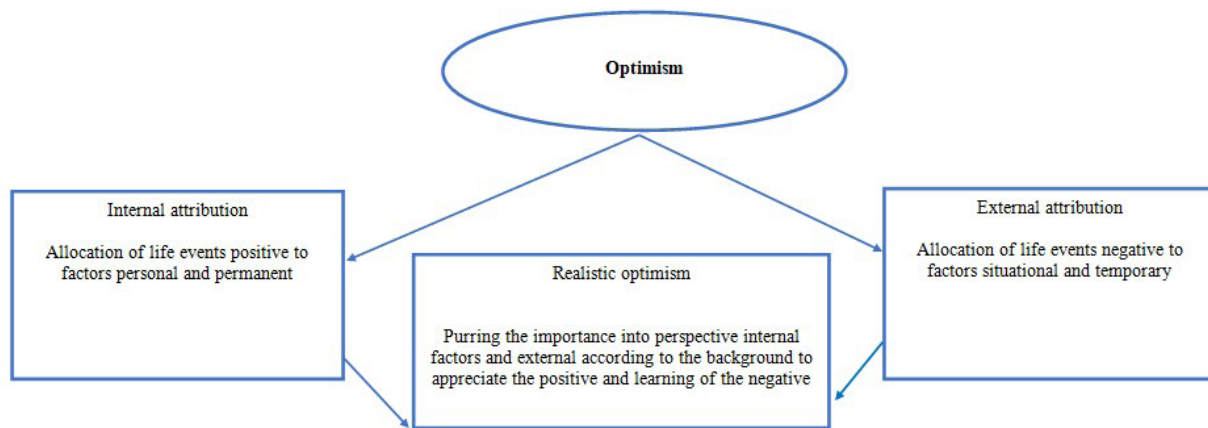 Optimism
Internal attribution
Allocation of life events positive to
factors personal and permanent
Realistic optimism
Purring the importance into perspective internal
factors and external according to the background to
appreciate the positive and learning of the negative
External attribution
Allocation of life events negative to
factors situational and temporary